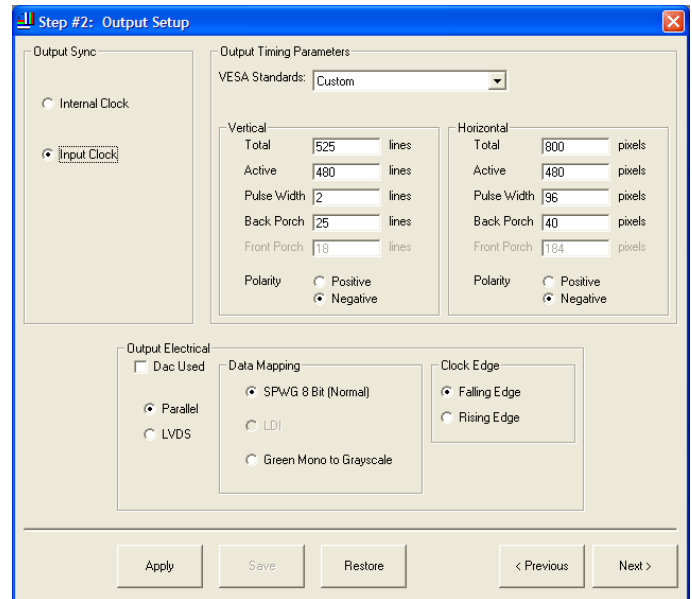 Step #2: Output Setup
Output Sync
Internal Clock
Input Clock
Output Timing Parameters
VESA Standards: Custom
Vertical
Total 525 lines
Active 480 lines
Pulse Width 2 lines
Back Porch 25 lines
Front Porch 18 lines
Polarity Positive
Negative
Horizontal
Total 800 pixels
Active 480 pixels
Pulse Width 96 pixels
Back Porch 40 pixels
Front Porch 184 pixels
Polarity Positive
Negative
Output Electrical
Dac Used
Parallel
LVDS
Data Mapping
SPWG 8 Bit (Normal)
LDI
Green Mono to Grayscale
Clock Edge
Falling Edge
Rising Edge
Apply Save Restore < Previous Next >